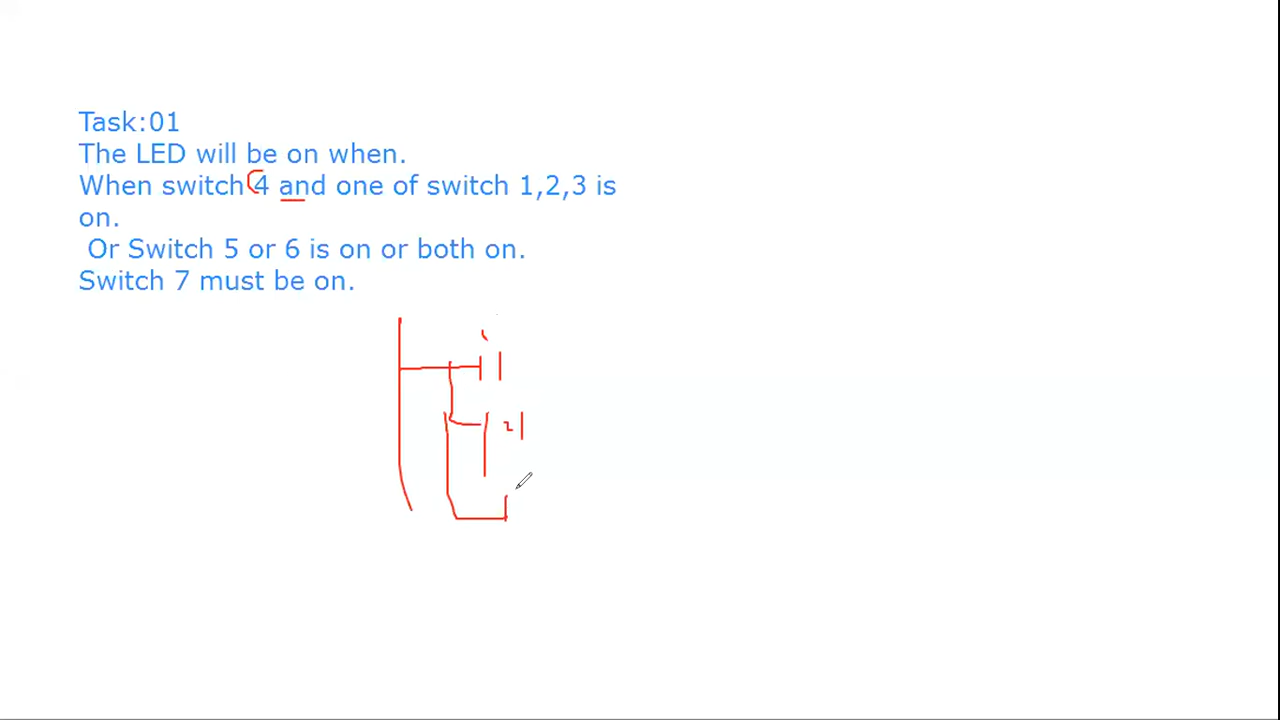 Task:01
The LED will be on when.
When switch 4 and one of switch 1,2,3 is
on.
Or Switch 5 or 6 is on or both on.
Switch 7 must be on.
2